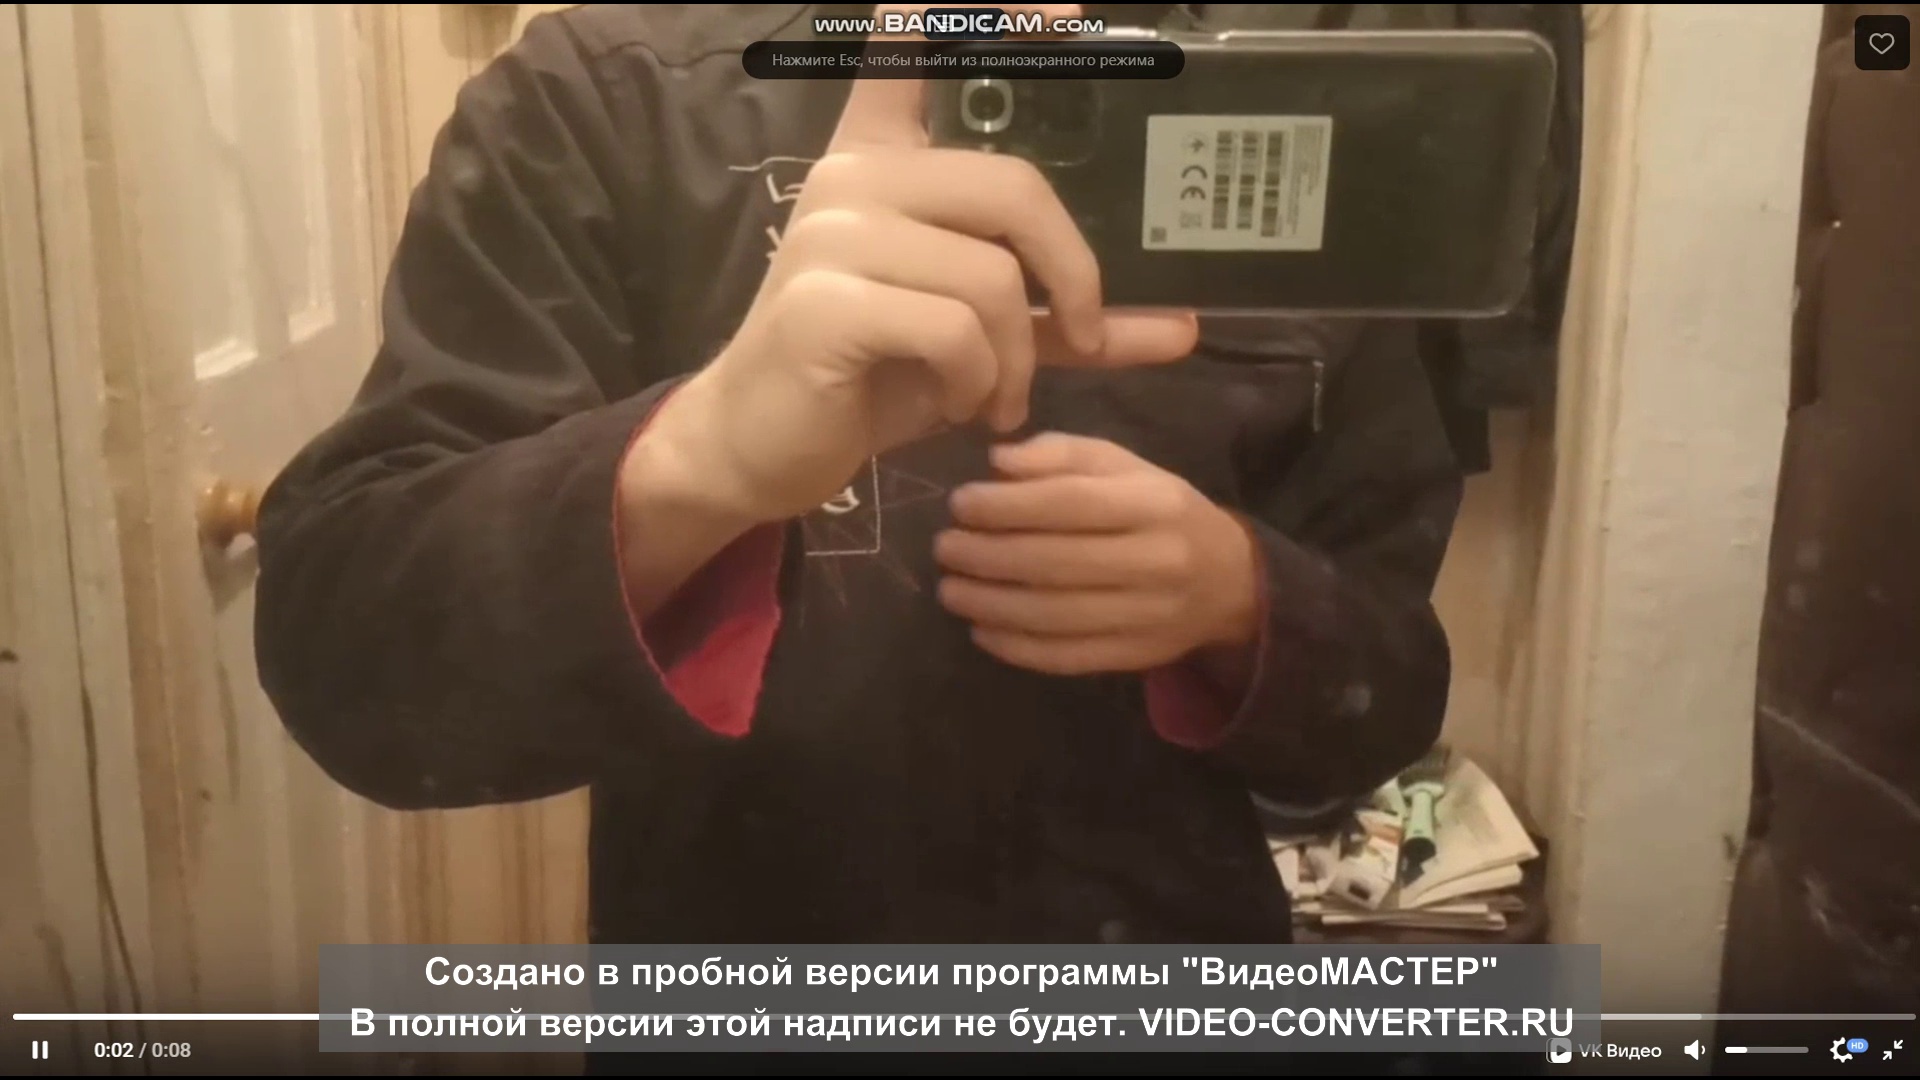 www.BANDICAM.com
Нажмите Esc, чтобы выйти из полноэкранного режима
CE
Создано в пробной версии программы "ВидеоМАСТЕР"
В полной версии этой надписи не будет. VIDEO-CONVERTER.RU
0:02 / 0:08
VK Видео
HD